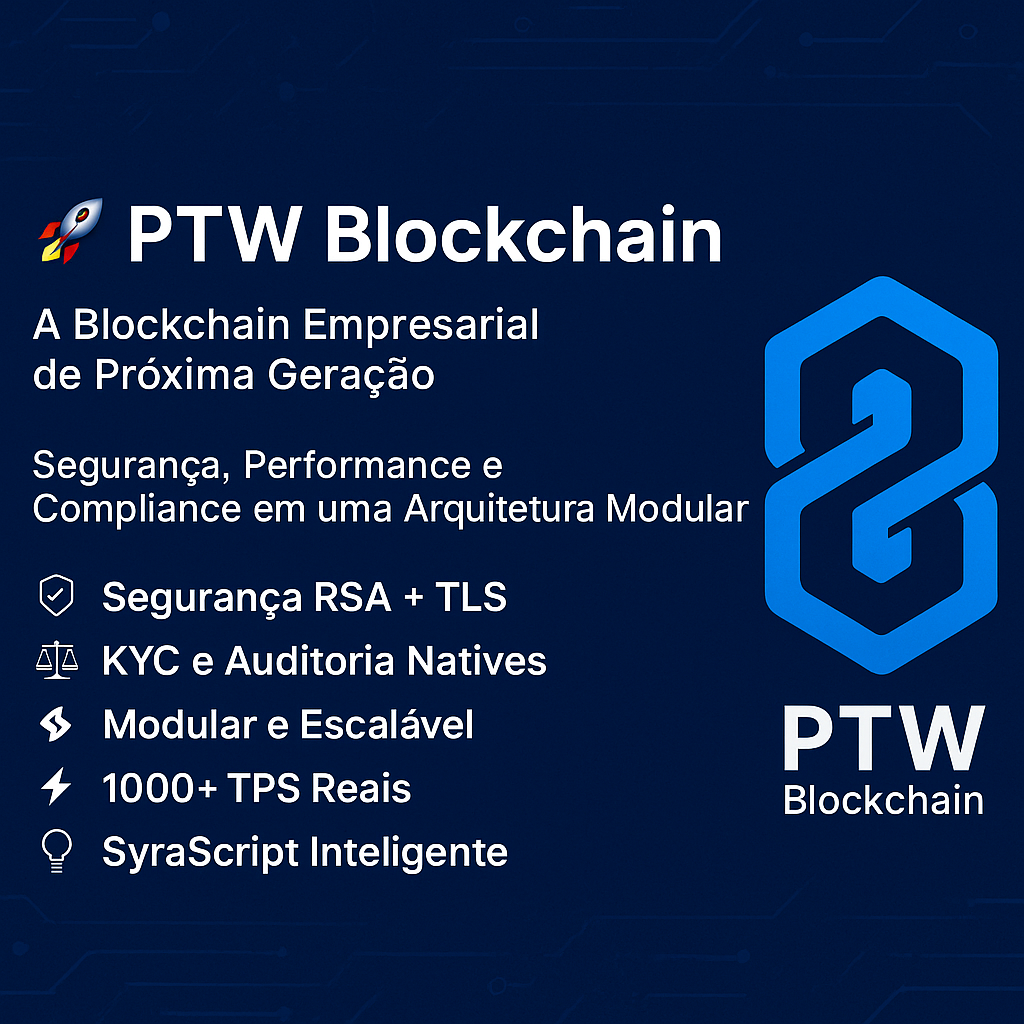 🚀 PTW Blockchain
A Blockchain Empresarial
de Próxima Geração
Segurança, Performance e
Compliance em uma Arquitetura Modular
Segurança RSA + TLS
KYC e Auditoria Natives
Modular e Escalável
1000+ TPS Reais
SyraScript Inteligente
PTW
Blockchain